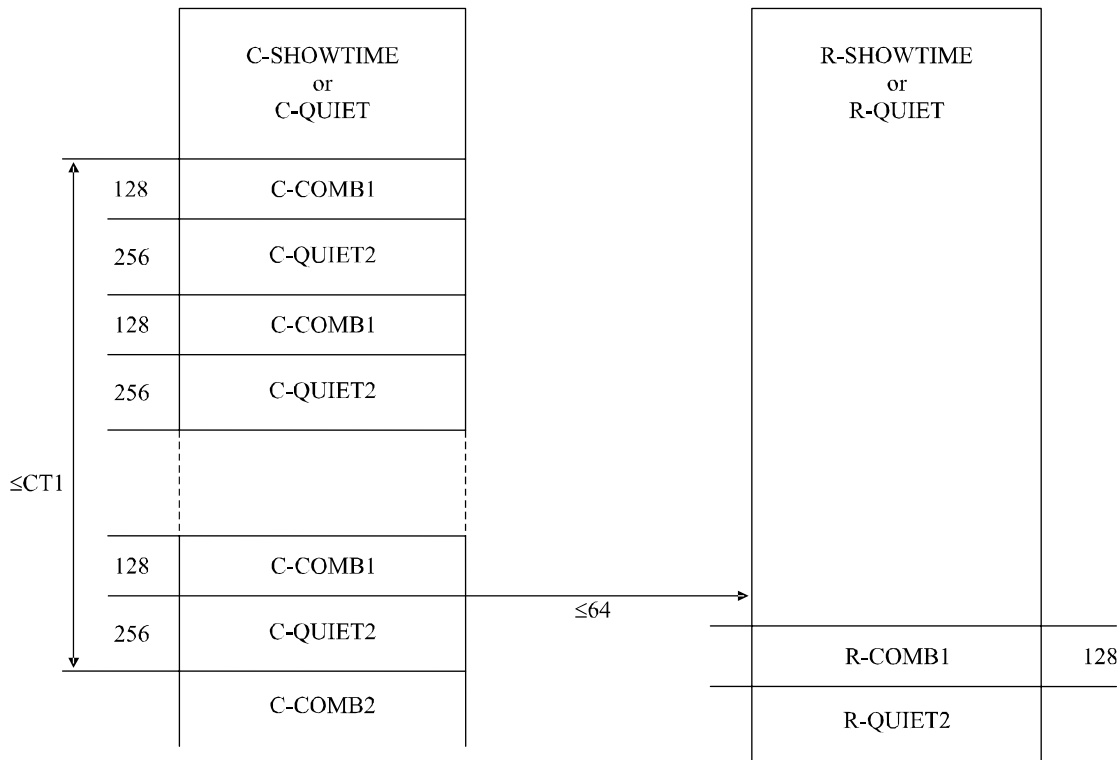 C-SHOWTIME
or
C-QUIET
R-SHOWTIME
or
R-QUIET
128
C-COMB1
256
C-QUIET2
128
C-COMB1
256
C-QUIET2
≤CT1
128
C-COMB1
≤64
256
C-QUIET2
R-COMB1
128
C-COMB2
R-QUIET2